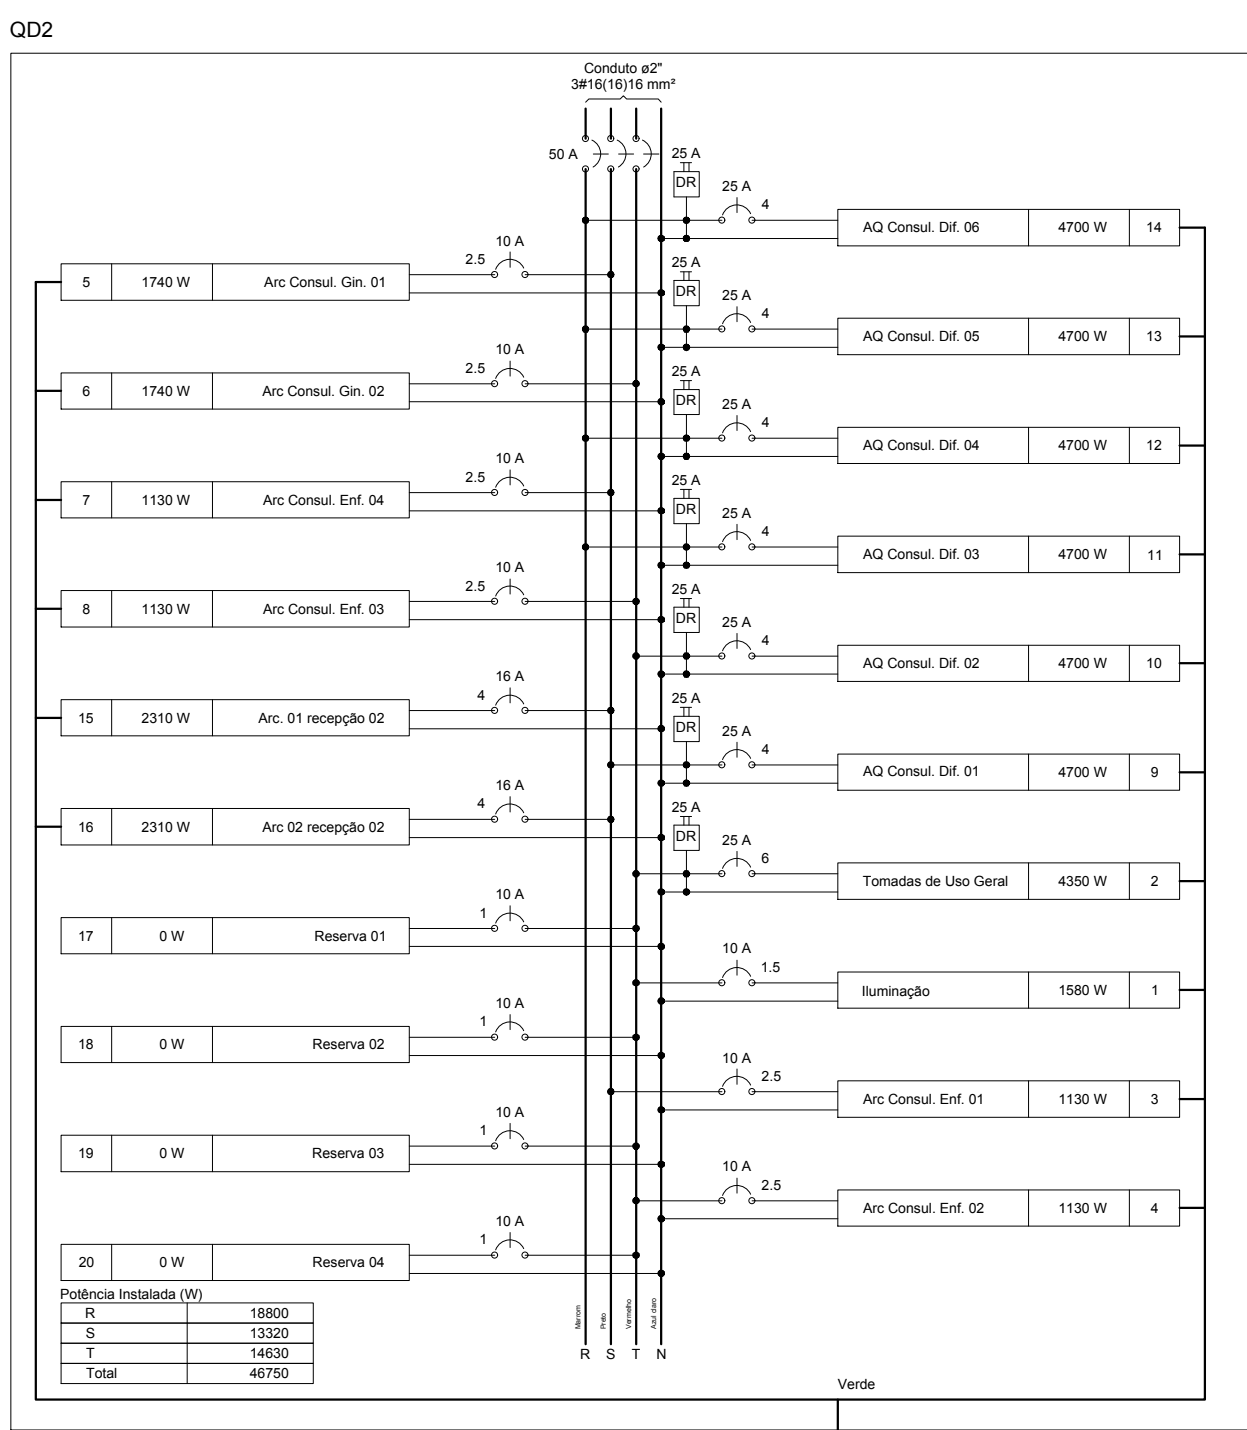 QD2
Conduto ø2"
3#16(16)16 mm²
50 A
25 A
DR
25 A
4
AQ Consul. Dif. 06 4700 W 14
10 A
2.5
5 1740 W Arc Consul. Gin. 01
25 A
DR
25 A
4
AQ Consul. Dif. 05 4700 W 13
10 A
2.5
6 1740 W Arc Consul. Gin. 02
25 A
DR
25 A
4
AQ Consul. Dif. 04 4700 W 12
10 A
2.5
7 1130 W Arc Consul. Enf. 04
25 A
DR
25 A
4
AQ Consul. Dif. 03 4700 W 11
10 A
2.5
8 1130 W Arc Consul. Enf. 03
25 A
DR
25 A
4
AQ Consul. Dif. 02 4700 W 10
16 A
4
15 2310 W Arc. 01 recepção 02
25 A
DR
25 A
4
AQ Consul. Dif. 01 4700 W 9
16 A
4
16 2310 W Arc 02 recepção 02
25 A
DR
25 A
6
Tomadas de Uso Geral 4350 W 2
10 A
1
17 0 W Reserva 01
10 A
1.5
Iluminação 1580 W 1
10 A
1
18 0 W Reserva 02
10 A
2.5
Arc Consul. Enf. 01 1130 W 3
10 A
1
19 0 W Reserva 03
10 A
2.5
Arc Consul. Enf. 02 1130 W 4
10 A
1
20 0 W Reserva 04
Potência Instalada (W)
R 18800
S 13320
T 14630
Total 46750
Marrom
Preto
Vermelho
Azul claro
R S T N
Verde